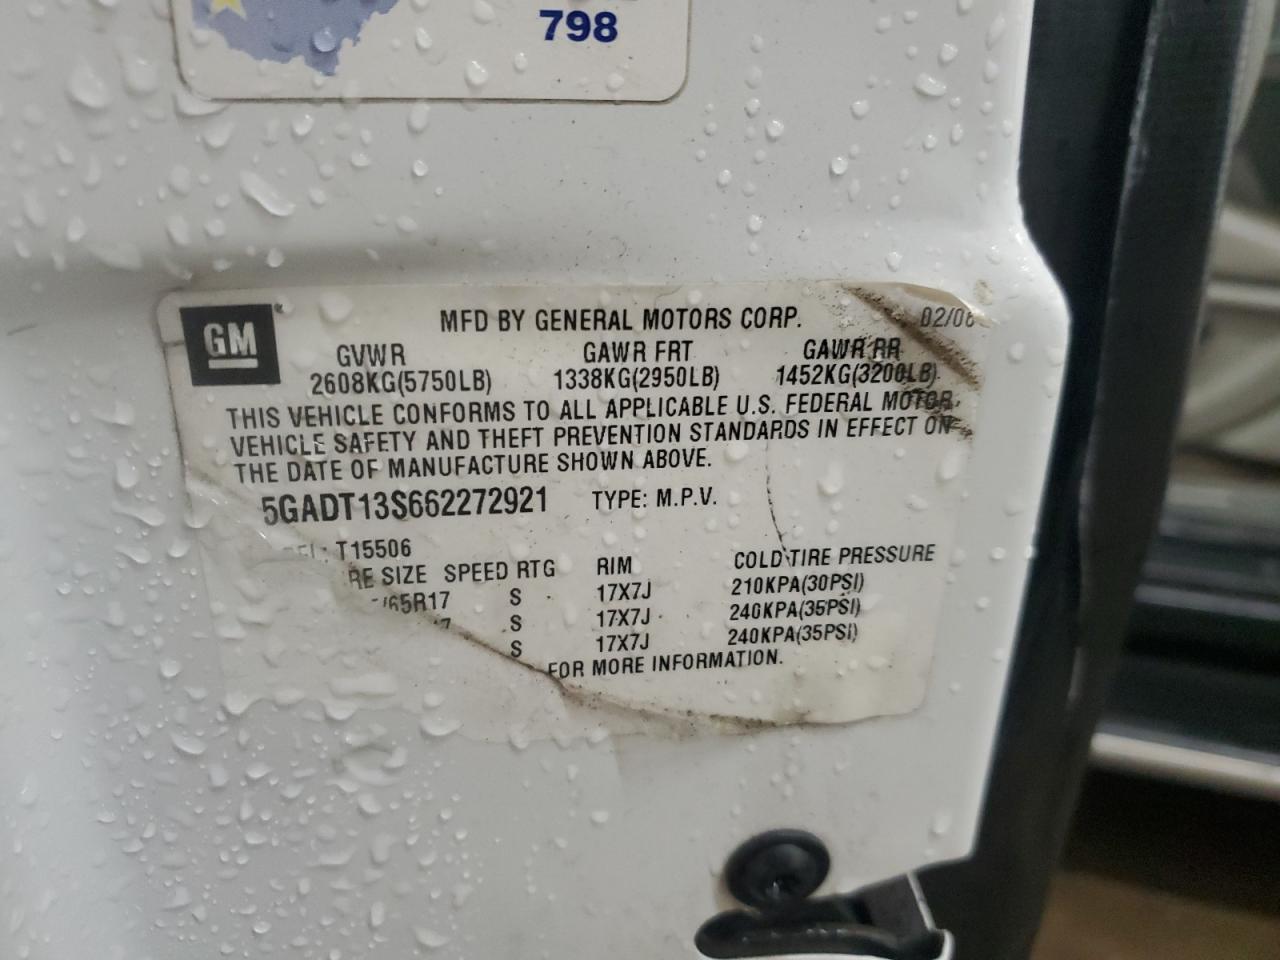 798
GM
MFD BY GENERAL MOTORS CORP. 02/06
GVWR GAWR FRT GAWR RR
2608KG(5750LB) 1338KG(2950LB) 1452KG(3200LB)
THIS VEHICLE CONFORMS TO ALL APPLICABLE U.S. FEDERAL MOTOR
VEHICLE SAFETY AND THEFT PREVENTION STANDARDS IN EFFECT ON
THE DATE OF MANUFACTURE SHOWN ABOVE.
5GADT13S662272921 TYPE: M.P.V.
T15506
RE SIZE SPEED RTG RIM COLD TIRE PRESSURE
/65R17 S 17X7J 210KPA(30PSI)
S 17X7J 240KPA(35PSI)
S 17X7J 240KPA(35PSI)
FOR MORE INFORMATION.